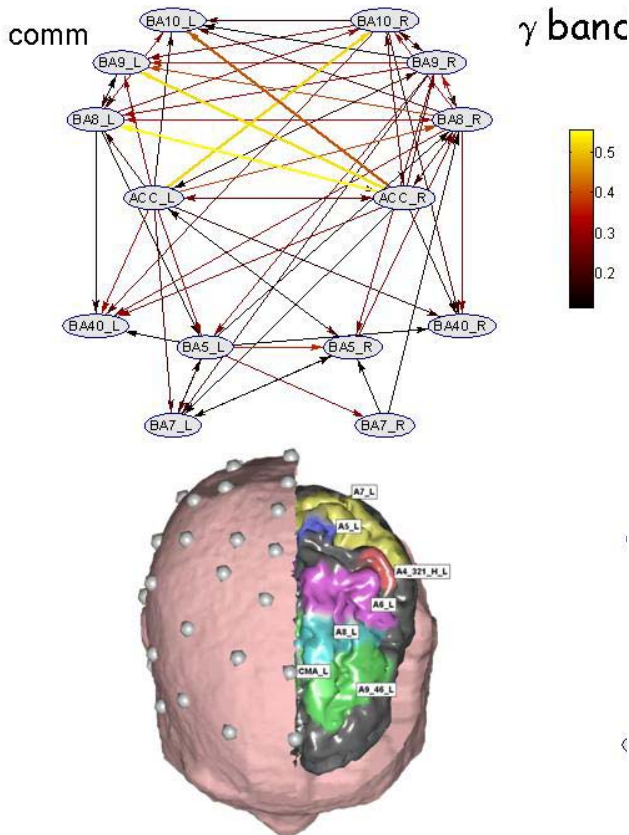 BA10_L BA10_R
comm
γ band
BA9_L BA9_R
BA8_L BA8_R
0.5
0.4
ACC_L ACC_R
0.3
0.2
BA40_L BA40_R
BA5_L BA5_R
BA7_L BA7_R
A7_L
A5_L
A4_321_H_L
A6_L
A8_L
CMA_L
A9_46_L